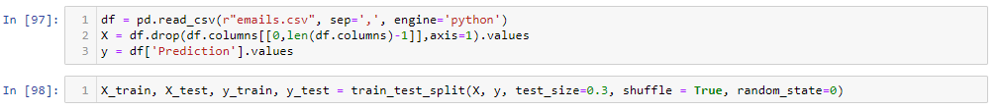 In [97]:
1 df = pd.read_csv(r"emails.csv", sep=',', engine='python')
2 X = df.drop(df.columns[[0,len(df.columns)-1]],axis=1).values
3 y = df['Prediction'].values
In [98]:
1 X_train, X_test, y_train, y_test = train_test_split(X, y, test_size=0.3, shuffle = True, random_state=0)